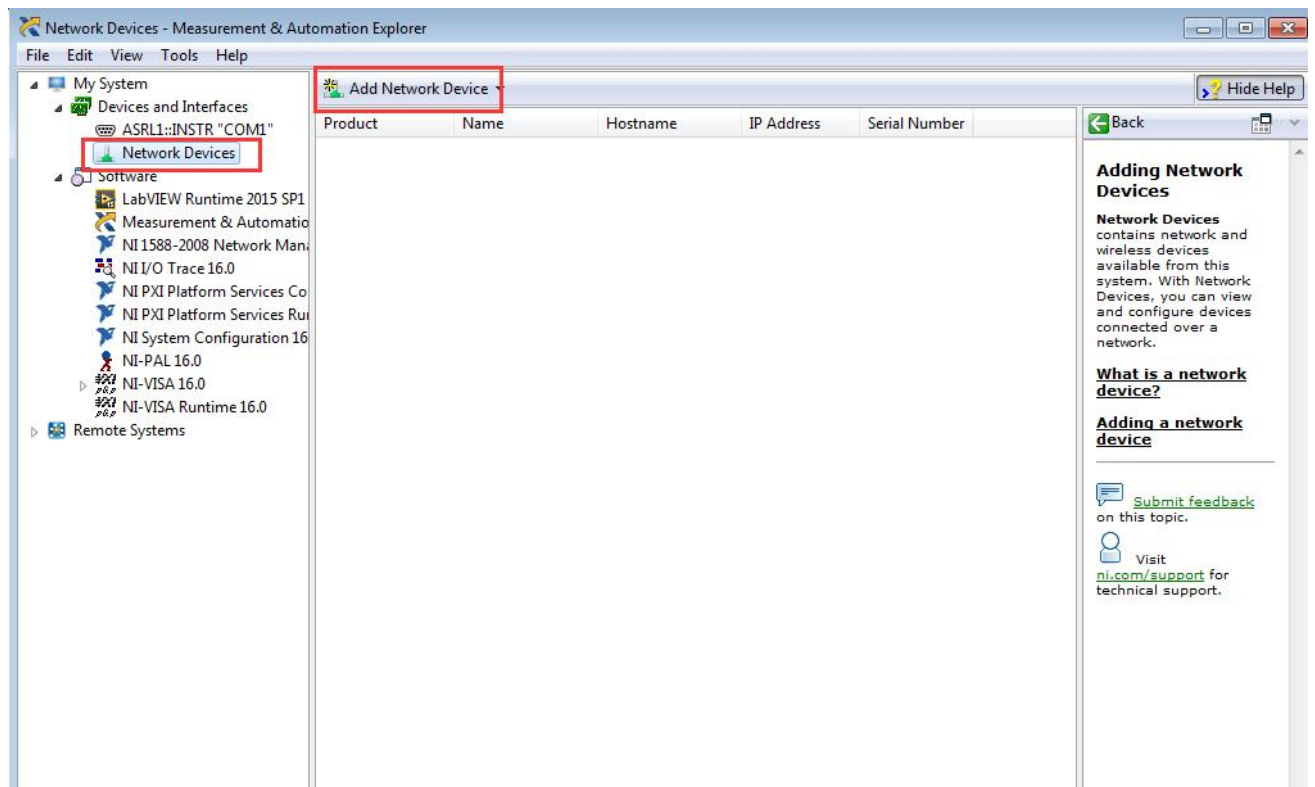 Network Devices - Measurement & Automation Explorer
File Edit View Tools Help
My System
Devices and Interfaces
ASRL1::INSTR "COM1"
Network Devices
Software
LabVIEW Runtime 2015 SP1
Measurement & Automatio
NI 1588-2008 Network Mana
NI I/O Trace 16.0
NI PXI Platform Services Co
NI PXI Platform Services Ru
NI System Configuration 16
NI-PAL 16.0
NI-VISA 16.0
NI-VISA Runtime 16.0
Remote Systems
Add Network Device
Hide Help
Product Name Hostname IP Address Serial Number
Back
Adding Network
Devices
Network Devices
contains network and
wireless devices
available from this
system. With Network
Devices, you can view
and configure devices
connected over a
network.
What is a network
device?
Adding a network
device
Submit feedback
on this topic.
Visit
ni.com/support for
technical support.